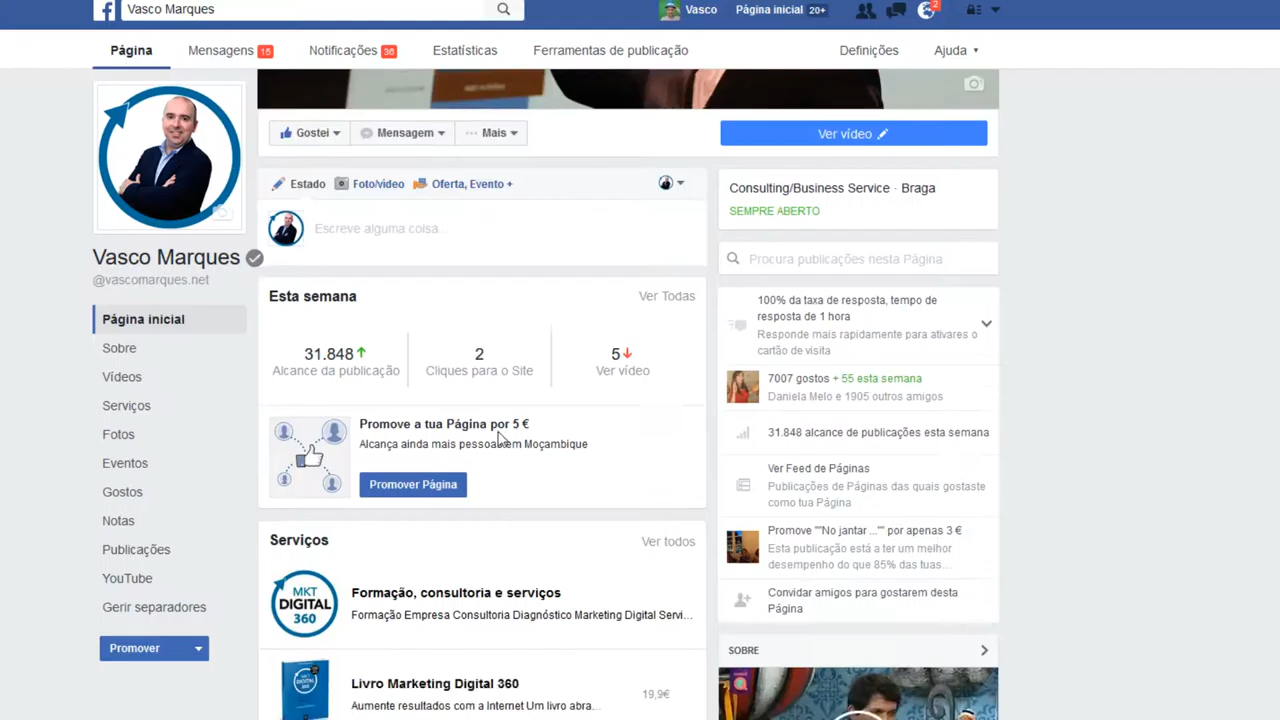 Vasco Marques
Vasco
Página inicial 20+
2
Página
Mensagens 15
Notificações 36
Estatísticas
Ferramentas de publicação
Definições
Ajuda
Gostei
Mensagem
Mais
Ver vídeo
Estado
Foto/vídeo
Oferta, Evento +
Escreve alguma coisa...
Vasco Marques
@vascomarques.net
Página inicial
Sobre
Vídeos
Serviços
Fotos
Eventos
Gostos
Notas
Publicações
YouTube
Gerir separadores
Promover
Esta semana
Ver Todas
31.848
Alcance da publicação
2
Cliques para o Site
5
Ver vídeo
Promove a tua Página por 5 €
Alcança ainda mais pessoas em Moçambique
Promover Página
Serviços
Ver todos
MKT
DIGITAL
360
Formação, consultoria e serviços
Formação Empresa Consultoria Diagnóstico Marketing Digital Servi...
MKT
DIGITAL
360
Livro Marketing Digital 360
Aumente resultados com a Internet Um livro abra...
19,9€
Consulting/Business Service · Braga
SEMPRE ABERTO
Procura publicações nesta Página
100% da taxa de resposta, tempo de
resposta de 1 hora
Responde mais rapidamente para ativares o
cartão de visita
7007 gostos + 55 esta semana
Daniela Melo e 1905 outros amigos
31.848 alcance de publicações esta semana
Ver Feed de Páginas
Publicações de Páginas das quais gostaste
como tua Página
Promove ""No jantar ..."" por apenas 3 €
Esta publicação está a ter um melhor
desempenho do que 85% das tuas...
Convidar amigos para gostarem desta
Página
SOBRE